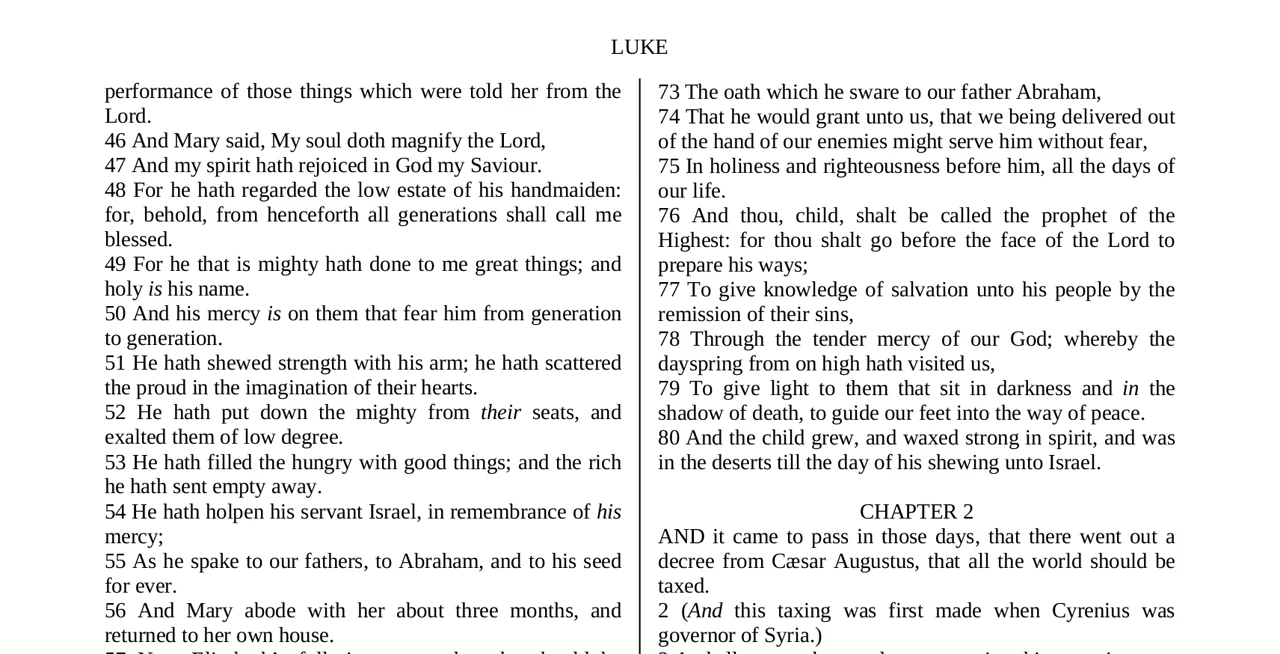 LUKE
performance of those things which were told her from the
Lord.
46 And Mary said, My soul doth magnify the Lord,
47 And my spirit hath rejoiced in God my Saviour.
48 For he hath regarded the low estate of his handmaiden:
for, behold, from henceforth all generations shall call me
blessed.
49 For he that is mighty hath done to me great things; and
holy is his name.
50 And his mercy is on them that fear him from generation
to generation.
51 He hath shewed strength with his arm; he hath scattered
the proud in the imagination of their hearts.
52 He hath put down the mighty from their seats, and
exalted them of low degree.
53 He hath filled the hungry with good things; and the rich
he hath sent empty away.
54 He hath holpen his servant Israel, in remembrance of his
mercy;
55 As he spake to our fathers, to Abraham, and to his seed
for ever.
56 And Mary abode with her about three months, and
returned to her own house.
73 The oath which he sware to our father Abraham,
74 That he would grant unto us, that we being delivered out
of the hand of our enemies might serve him without fear,
75 In holiness and righteousness before him, all the days of
our life.
76 And thou, child, shalt be called the prophet of the
Highest: for thou shalt go before the face of the Lord to
prepare his ways;
77 To give knowledge of salvation unto his people by the
remission of their sins,
78 Through the tender mercy of our God; whereby the
dayspring from on high hath visited us,
79 To give light to them that sit in darkness and in the
shadow of death, to guide our feet into the way of peace.
80 And the child grew, and waxed strong in spirit, and was
in the deserts till the day of his shewing unto Israel.
CHAPTER 2
AND it came to pass in those days, that there went out a
decree from Cæsar Augustus, that all the world should be
taxed.
2 (And this taxing was first made when Cyrenius was
governor of Syria.)